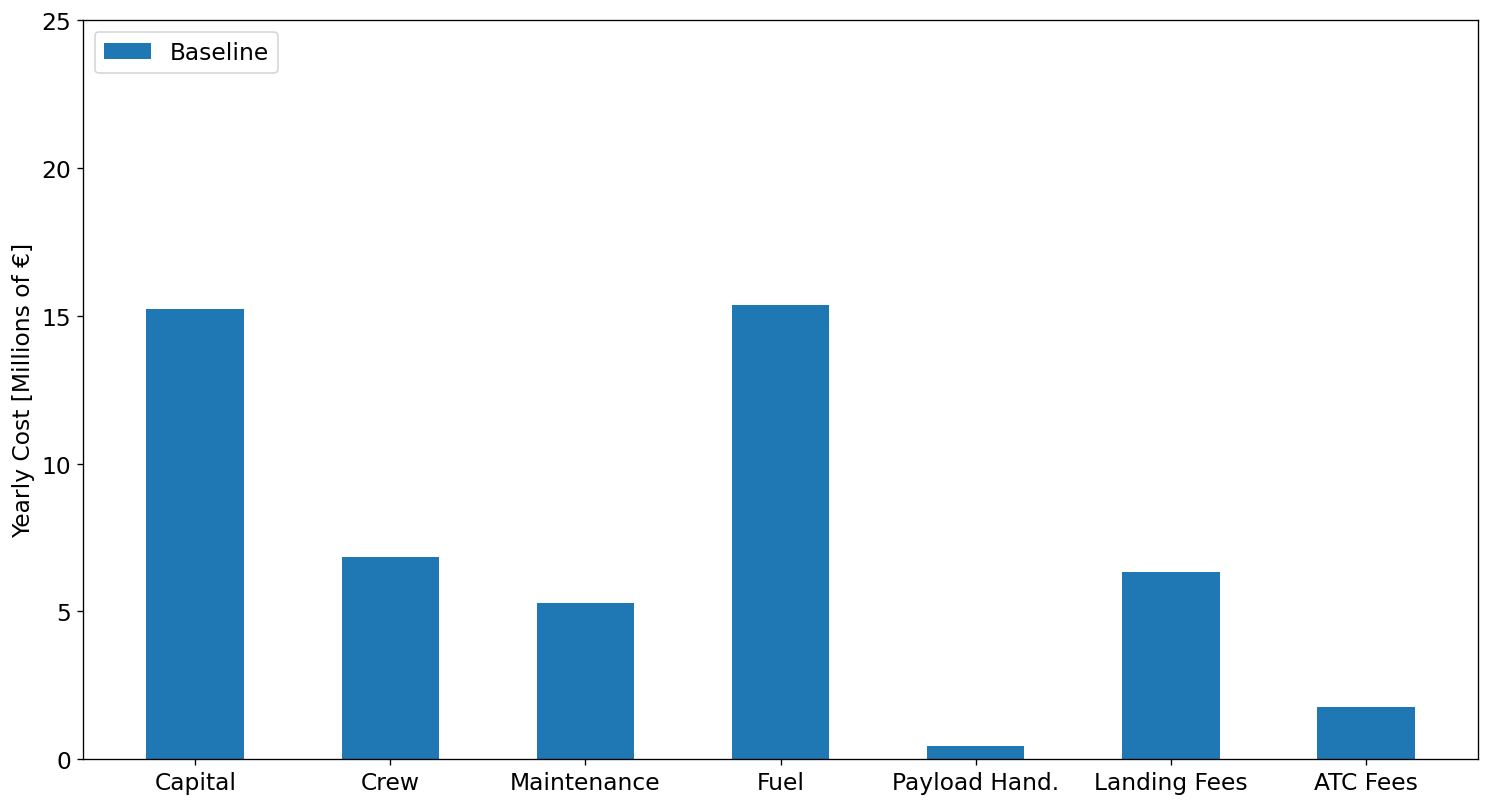 Baseline
Yearly Cost [Millions of €]
25
20
15
10
5
0
Capital Crew Maintenance Fuel Payload Hand. Landing Fees ATC Fees